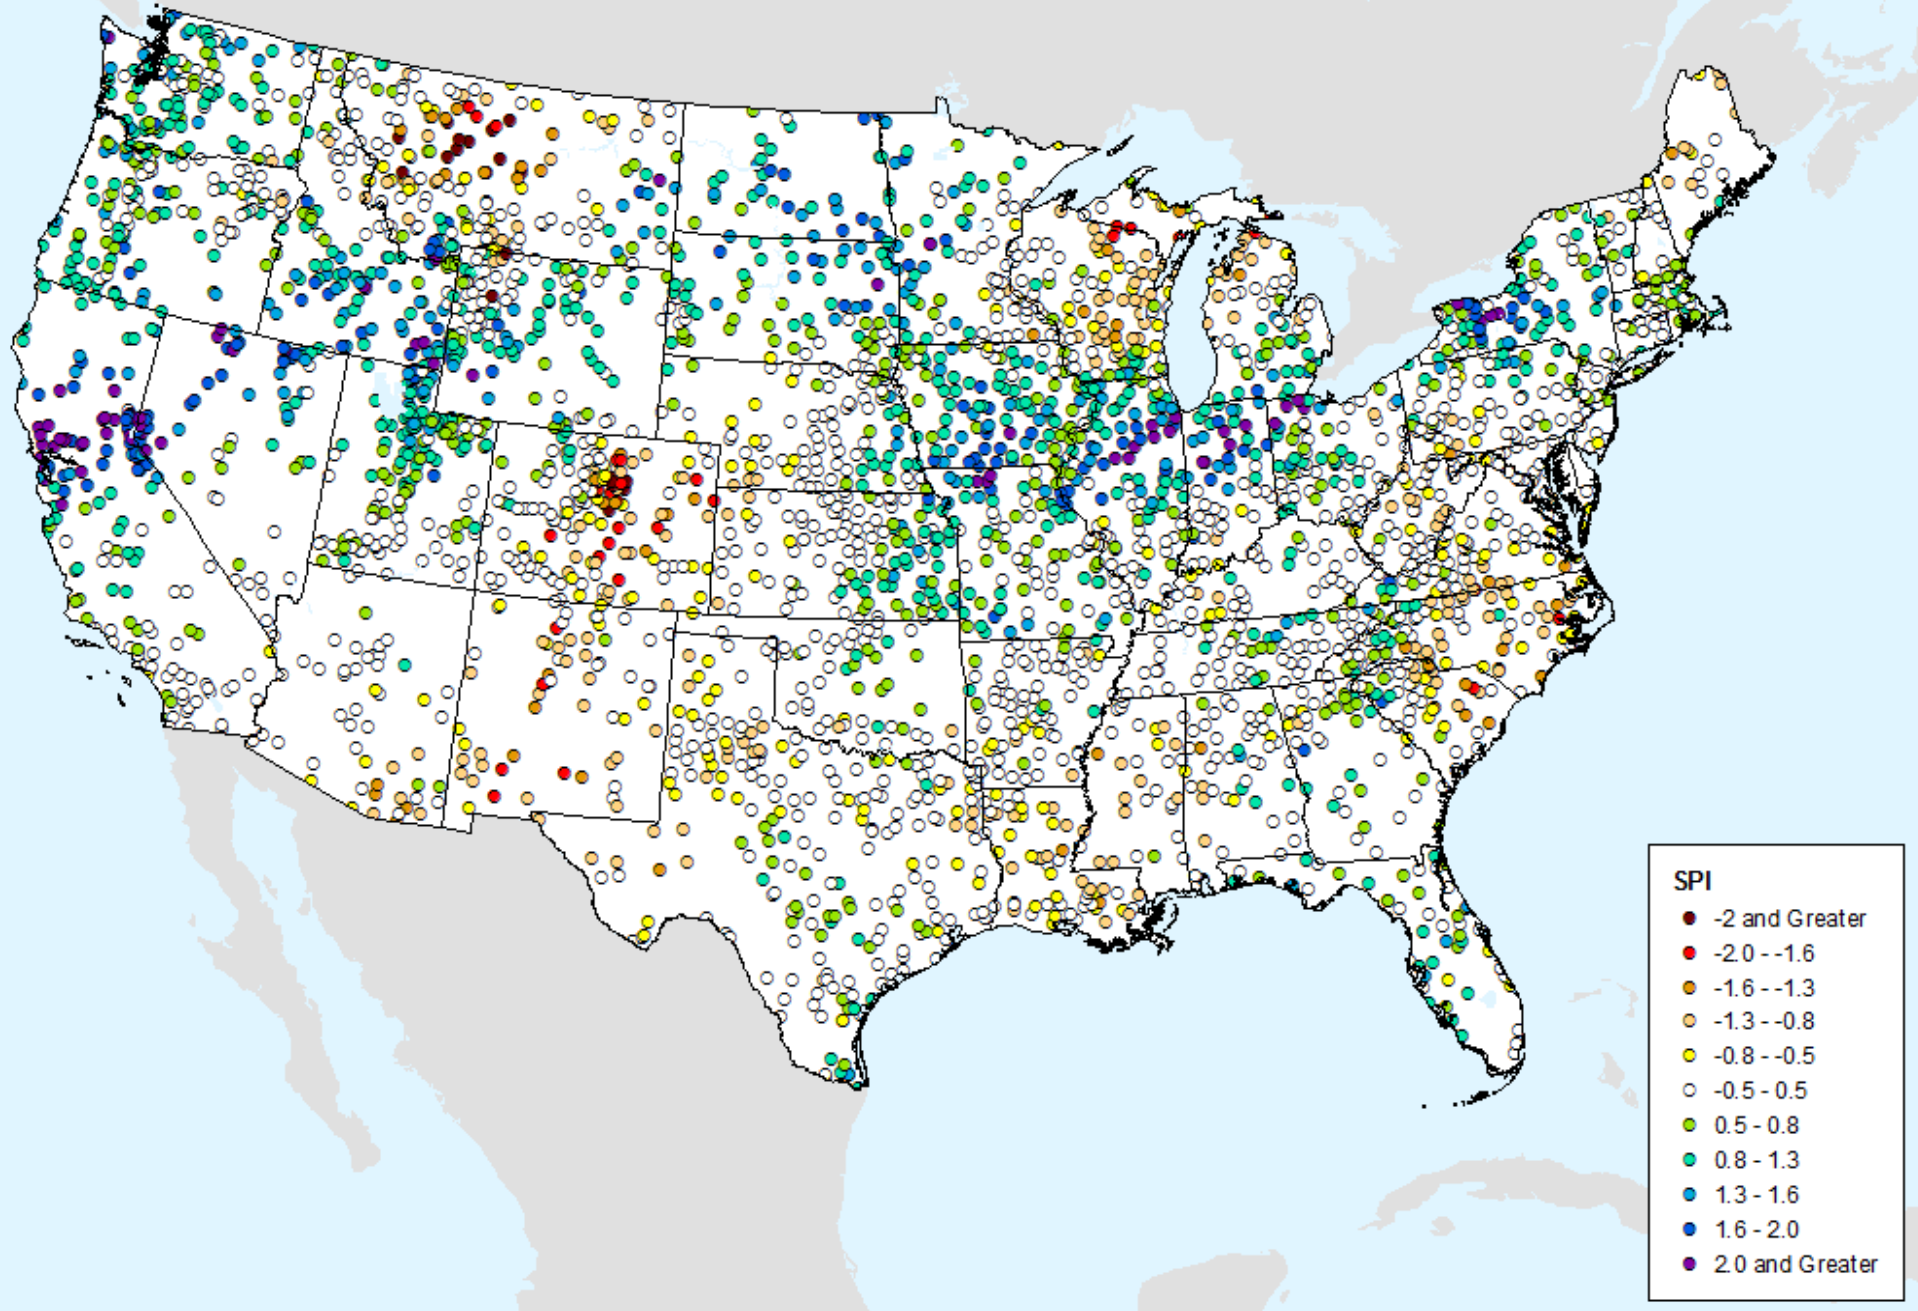 SPI
-2 and Greater
-2.0 - -1.6
-1.6 - -1.3
-1.3 - -0.8
-0.8 - -0.5
-0.5 - 0.5
0.5 - 0.8
0.8 - 1.3
1.3 - 1.6
1.6 - 2.0
2.0 and Greater